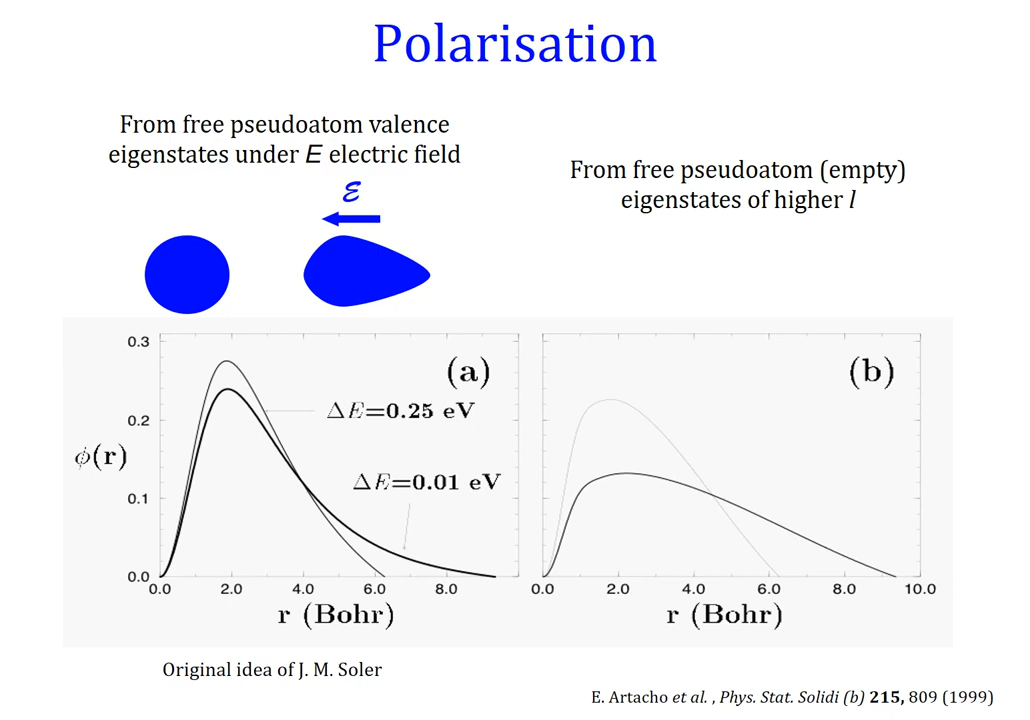 Polarisation
From free pseudoatom valence
eigenstates under E electric field
ℰ
From free pseudoatom (empty)
eigenstates of higher l
0.3
0.2
0.1
0.0
ϕ(r)
(a)
ΔE=0.25 eV
ΔE=0.01 eV
0.0 2.0 4.0 6.0 8.0
r (Bohr)
(b)
0.0 2.0 4.0 6.0 8.0 10.0
r (Bohr)
Original idea of J. M. Soler
E. Artacho et al. , Phys. Stat. Solidi (b) 215, 809 (1999)